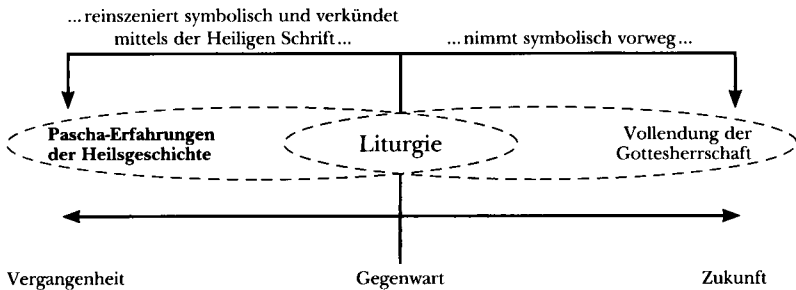 ...reinszeniert symbolisch und verkündet
mittels der Heiligen Schrift...
...nimmt symbolisch vorweg...
Pascha-Erfahrungen
der Heilsgeschichte
Liturgie
Vollendung der
Gottesherrschaft
Vergangenheit
Gegenwart
Zukunft